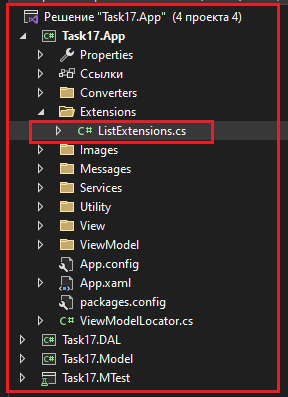 Решение "Task17.App" (4 проекта 4)
Task17.App
Properties
Ссылки
Converters
Extensions
C# ListExtensions.cs
Images
Messages
Services
Utility
View
ViewModel
App.config
App.xaml
packages.config
C# ViewModelLocator.cs
Task17.DAL
Task17.Model
Task17.MTest